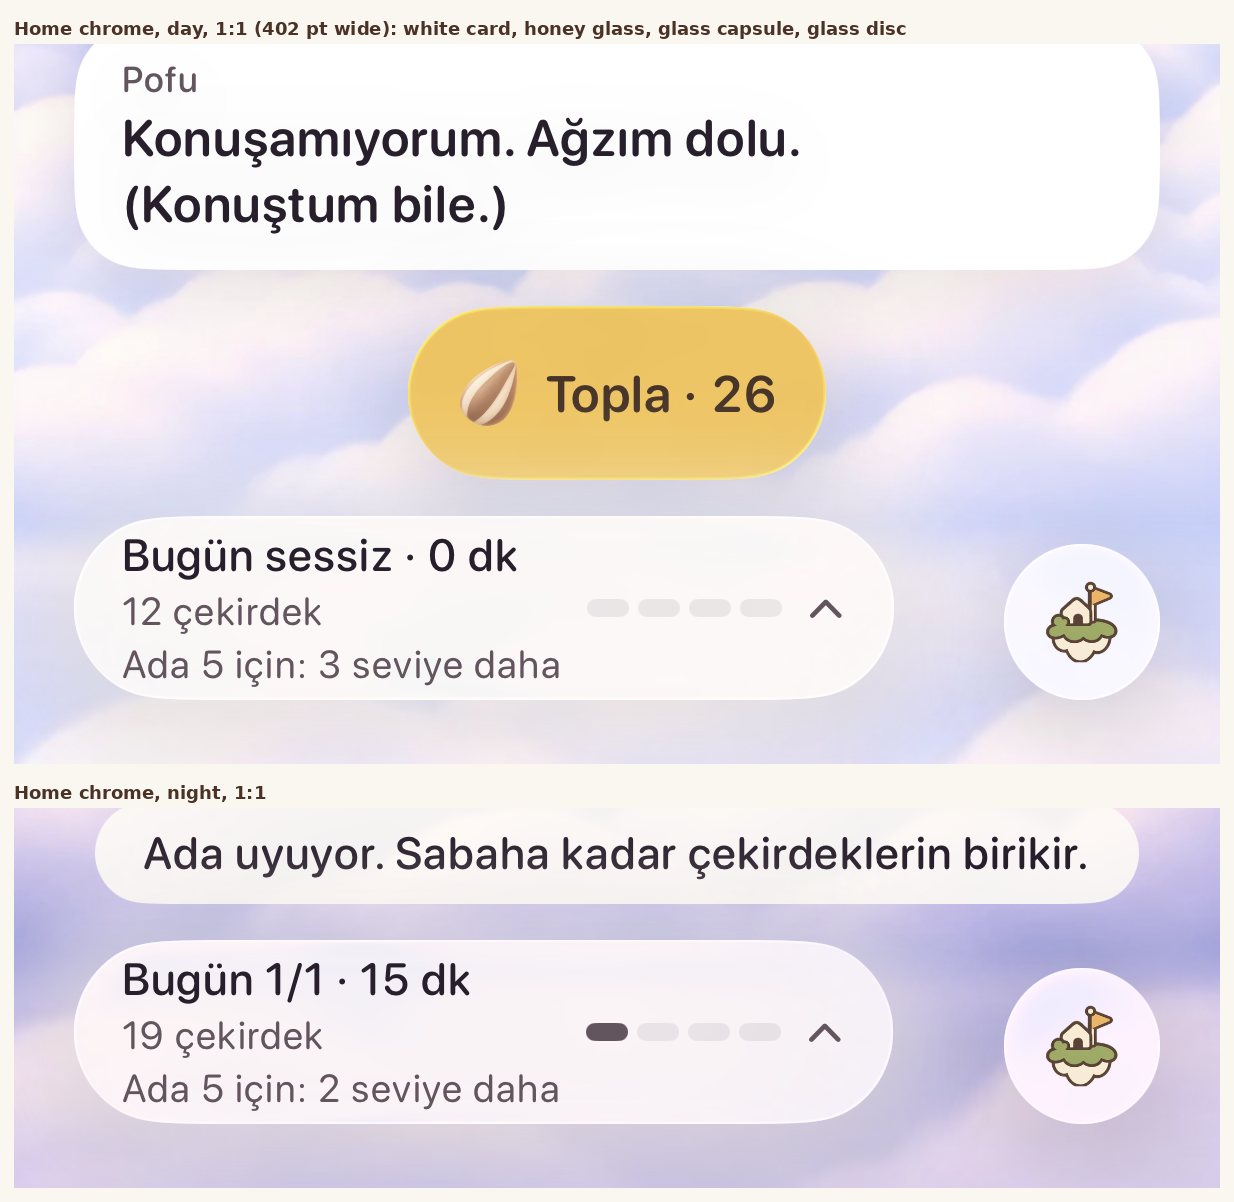 Home chrome, day, 1:1 (402 pt wide): white card, honey glass, glass capsule, glass disc
Pofu
Konuşamıyorum. Ağzım dolu.
(Konuştum bile.)
Topla · 26
Bugün sessiz · 0 dk
12 çekirdek
Ada 5 için: 3 seviye daha
Home chrome, night, 1:1
Ada uyuyor. Sabaha kadar çekirdeklerin birikir.
Bugün 1/1 · 15 dk
19 çekirdek
Ada 5 için: 2 seviye daha